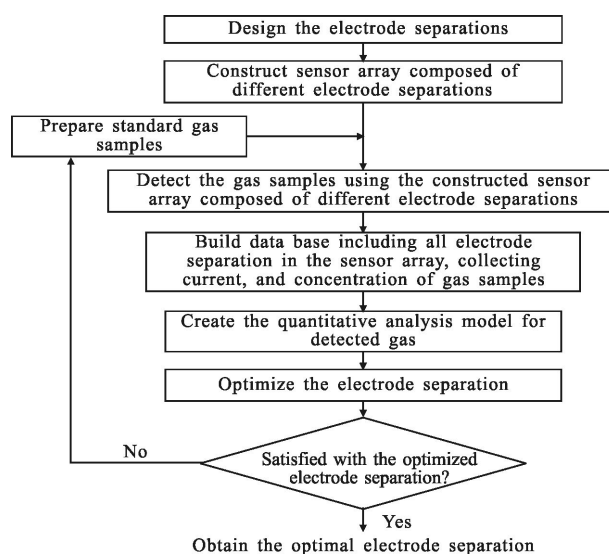 Design the electrode separations
Construct sensor array composed of
different electrode separations
Prepare standard gas
samples
Detect the gas samples using the constructed sensor
array composed of different electrode separations
Build data base including all electrode
separation in the sensor array, collecting
current, and concentration of gas samples
Create the quantitative analysis model for
detected gas
Optimize the electrode separation
No
Satisfied with the optimized
electrode separation?
Yes
Obtain the optimal electrode separation